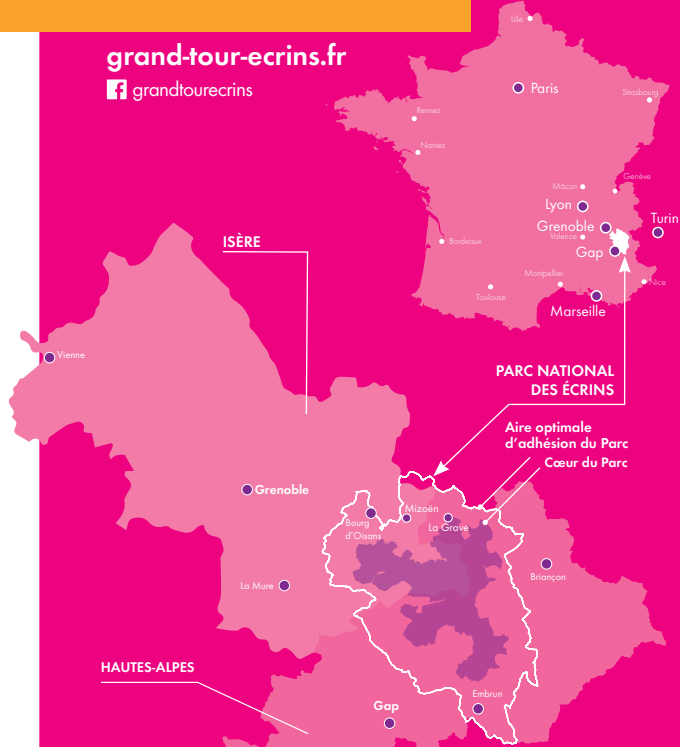 grand-tour-ecrins.fr
grandtourecrins
Lille
Paris
Strasbourg
Rennes
Nantes
Genève
Mâcon
Lyon
Turin
Grenoble
Valence
Bordeaux
Gap
Montpellier
Nice
Toulouse
Marseille
ISÈRE
Vienne
PARC NATIONAL
DES ÉCRINS
Aire optimale
d'adhésion du Parc
Cœur du Parc
Grenoble
Mizoën
Bourg
d'Oisans
La Grave
Briançon
La Mure
HAUTES-ALPES
Embrun
Gap